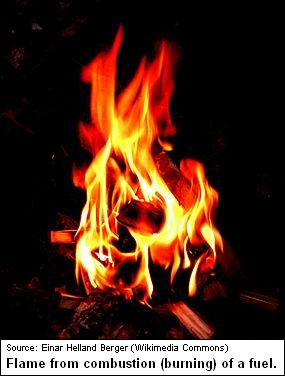 Source: Einar Helland Berger (Wikimedia Commons)
Flame from combustion (burning) of a fuel.